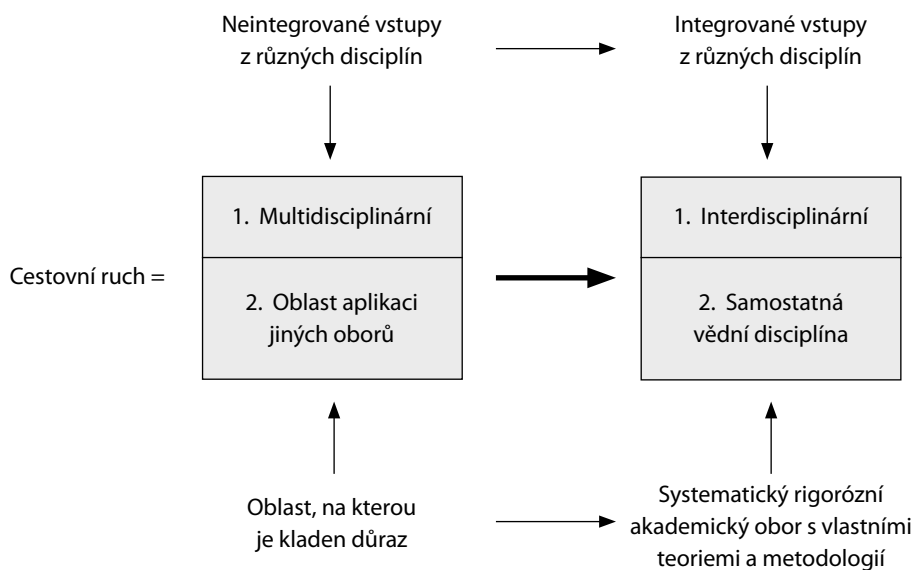 Neintegrované vstupy
z různých disciplín
Integrované vstupy
z různých disciplín
1. Multidisciplinární
1. Interdisciplinární
Cestovní ruch =
2. Oblast aplikaci
jiných oborů
2. Samostatná
vědní disciplína
Oblast, na kterou
je kladen důraz
Systematický rigorózní
akademický obor s vlastními
teoriemi a metodologií